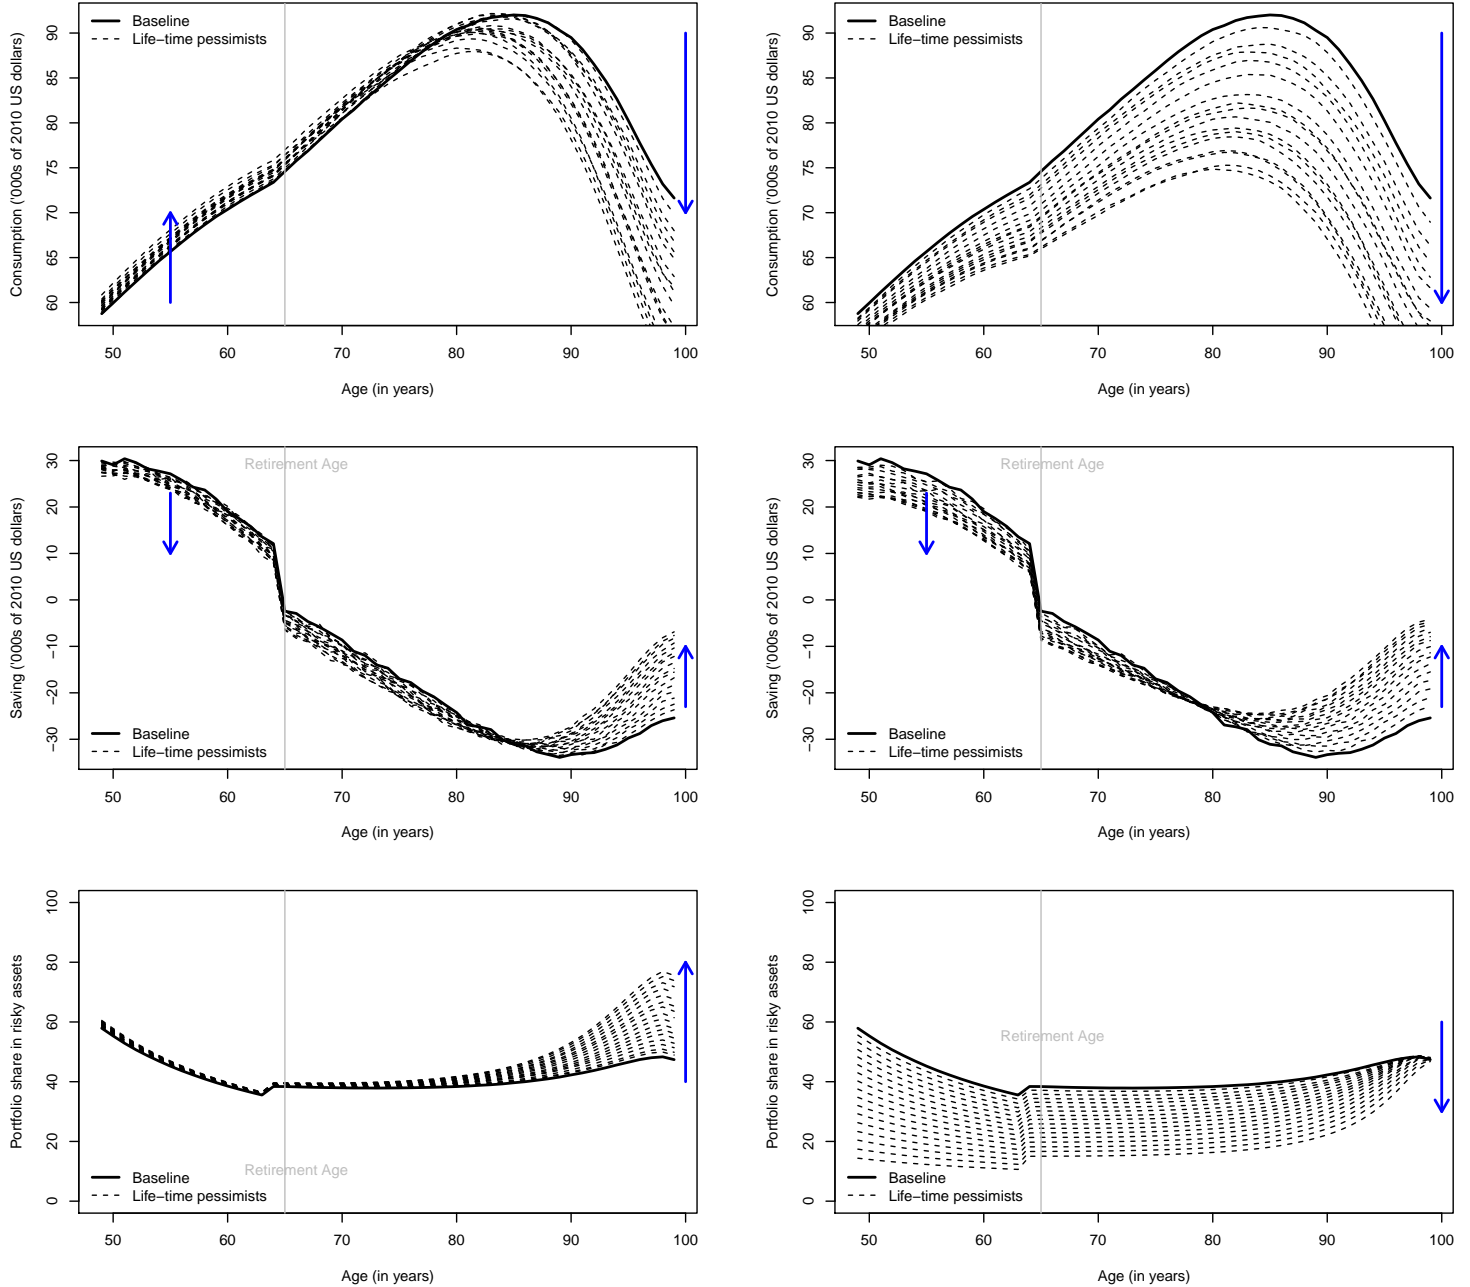 Consumption ('000s of 2010 US dollars)
90
85
80
75
70
65
60
Baseline
Life−time pessimists
50 60 70 80 90 100
Age (in years)
Consumption ('000s of 2010 US dollars)
90
85
80
75
70
65
60
Baseline
Life−time pessimists
50 60 70 80 90 100
Age (in years)
Saving ('000s of 2010 US dollars)
30
20
10
0
−10
−20
−30
Retirement Age
Baseline
Life−time pessimists
50 60 70 80 90 100
Age (in years)
Saving ('000s of 2010 US dollars)
30
20
10
0
−10
−20
−30
Retirement Age
Baseline
Life−time pessimists
50 60 70 80 90 100
Age (in years)
Portfolio share in risky assets
100
80
60
40
20
0
Retirement Age
Baseline
Life−time pessimists
50 60 70 80 90 100
Age (in years)
Portfolio share in risky assets
100
80
60
40
20
0
Retirement Age
Baseline
Life−time pessimists
50 60 70 80 90 100
Age (in years)